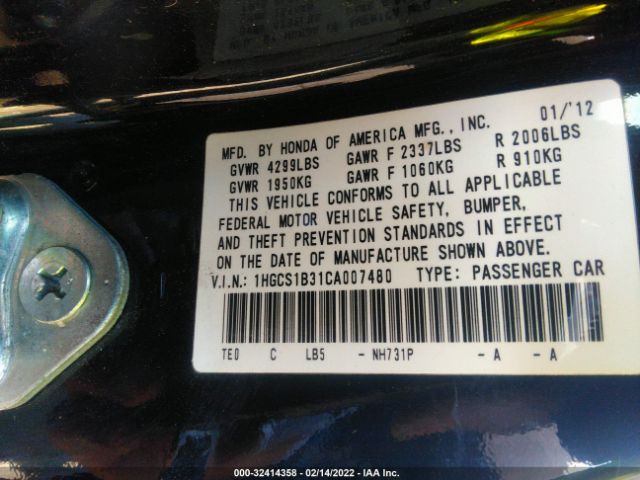 MFD. BY HONDA OF AMERICA MFG., INC. 01/'12
GVWR 4299LBS GAWR F 2337LBS R 2006LBS
GVWR 1950KG GAWR F 1060KG R 910KG
THIS VEHICLE CONFORMS TO ALL APPLICABLE
FEDERAL MOTOR VEHICLE SAFETY, BUMPER,
AND THEFT PREVENTION STANDARDS IN EFFECT
ON THE DATE OF MANUFACTURE SHOWN ABOVE.
V.I.N.: 1HGCS1B31CA007480 TYPE: PASSENGER CAR
TE0 C LB5 - NH731P - A - A
000-32414358 - 02/14/2022 - IAA Inc.